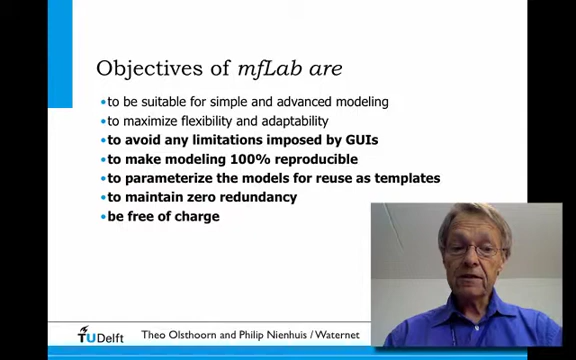 Objectives of mfLab are
•to be suitable for simple and advanced modeling
•to maximize flexibility and adaptability
•to avoid any limitations imposed by GUIs
•to make modeling 100% reproducible
•to parameterize the models for reuse as templates
•to maintain zero redundancy
•be free of charge
TUDelft
Theo Olsthoorn and Philip Nienhuis / Waternet